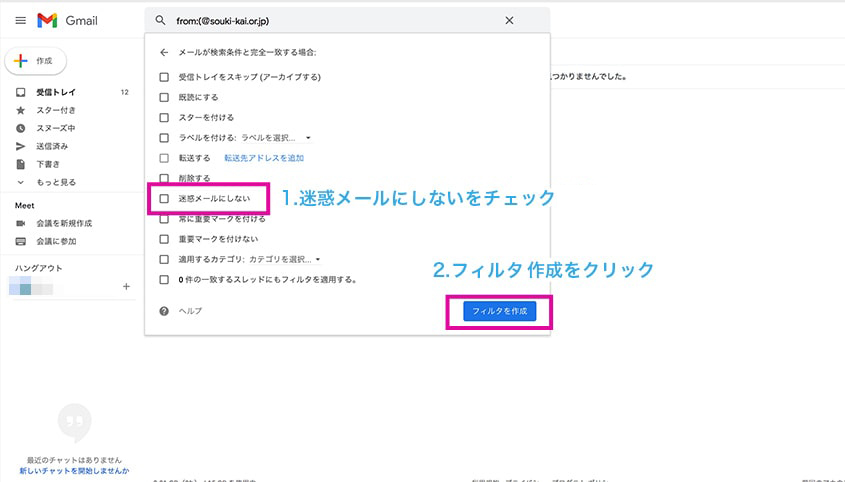 Gmail
from:(@souki-kai.or.jp)
作成
メールが検索条件と完全一致する場合:
受信トレイをスキップ (アーカイブする)
つかりませんでした。
受信トレイ 12
既読にする
スター付き
スターを付ける
スヌーズ中
ラベルを付ける: ラベルを選択...
送信済み
転送する 転送先アドレスを追加
下書き
削除する
もっと見る
迷惑メールにしない
1.迷惑メールにしないをチェック
Meet
常に重要マークを付ける
会議を新規作成
重要マークを付けない
会議に参加
適用するカテゴリ: カテゴリを選択...
2.フィルタ 作成をクリック
ハングアウト
0 件の一致するスレッドにもフィルタを適用する。
ヘルプ
フィルタを作成
最近のチャットはありません
新しいチャットを開始しませんか